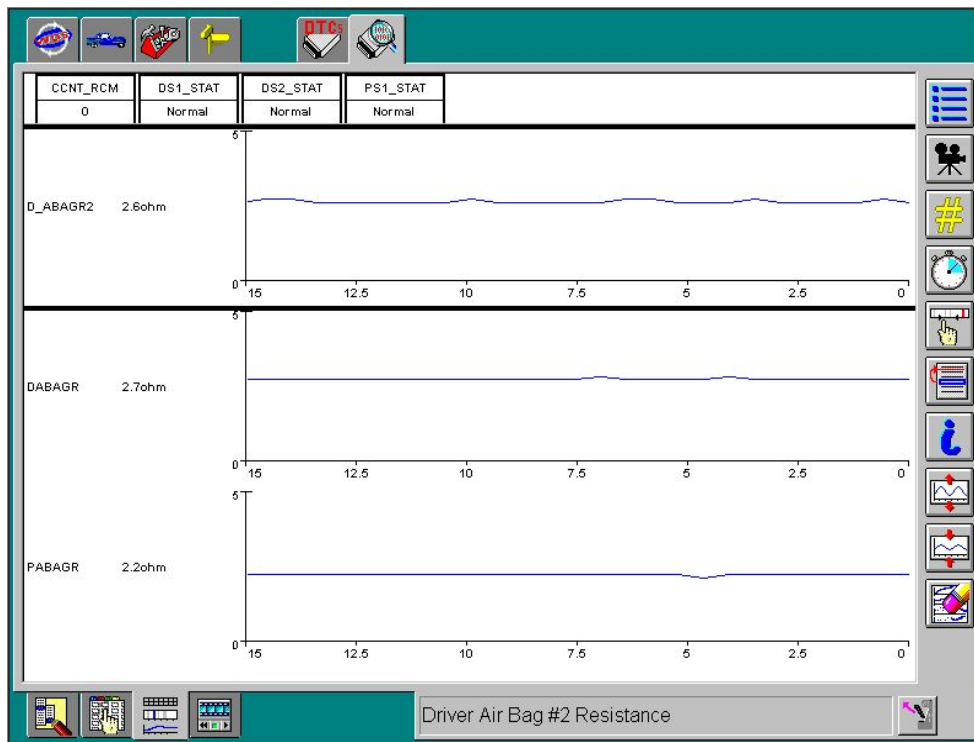 WDS
DTCs
CCNT_RCM DS1_STAT DS2_STAT PS1_STAT
0 Normal Normal Normal
5
D_ABAGR2 2.6ohm
0
15 12.5 10 7.5 5 2.5 0
5
DABAGR 2.7ohm
0
15 12.5 10 7.5 5 2.5 0
5
PABAGR 2.2ohm
0
15 12.5 10 7.5 5 2.5 0
Driver Air Bag #2 Resistance